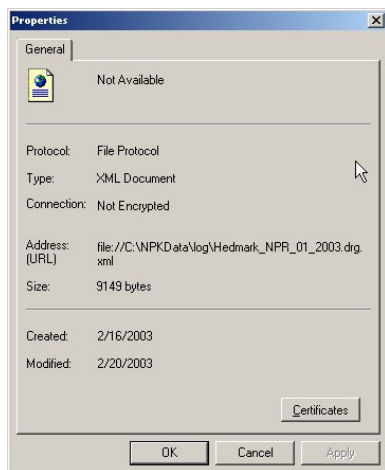 Properties
General
Not Available
Protocol: File Protocol
Type: XML Document
Connection: Not Encrypted
Address: file://C:\NPKData\log\Hedmark_NPR_01_2003.drg.
(URL) xml
Size: 9149 bytes
Created: 2/16/2003
Modified: 2/20/2003
Certificates
OK Cancel Apply